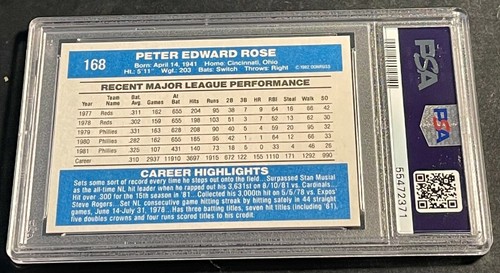 168
PETER EDWARD ROSE
Born: April 14, 1941 Home: Cincinnati, Ohio
Ht.: 5'11" Wgt.: 203 Bats: Switch Throws: Right
© 1982 DONRUSS
RECENT MAJOR LEAGUE PERFORMANCE
Year Team Name Bat. Avg. Games At Bat Hits Runs 2B 3B HR RBI Steal Walk SO
1977 Reds .311 162 655 204 95 38 7 9 64 16 66 42
1978 Reds .302 159 655 198 103 51 3 7 52 13 62 30
1979 Phillies .331 163 628 208 90 40 5 4 59 20 95 32
1980 Phillies .282 162 655 185 95 42 1 1 64 12 66 33
1981 Phillies .325 107 431 140 73 18 5 0 33 4 46 26
Career .310 2937 11910 3697 1915 672 122 155 1110 171 1292 990
CAREER HIGHLIGHTS
Sets some sort of record every time he steps out onto the field... Surpassed Stan Musial
as the all-time NL hit leader when he rapped out his 3,631st on 8/10/81 vs. Cardinals...
Hit over .300 for the 15th season in '81... Collected his 3,000th hit on 5/5/78 vs. Expos'
Steve Rogers... Set NL consecutive game hitting streak by hitting safely in 44 straight
games, June 14-July 31, 1978... Has three batting titles, seven hit titles (including '81),
five doubles crowns and four runs scored titles to his credit.
PSA
PSA
55472371